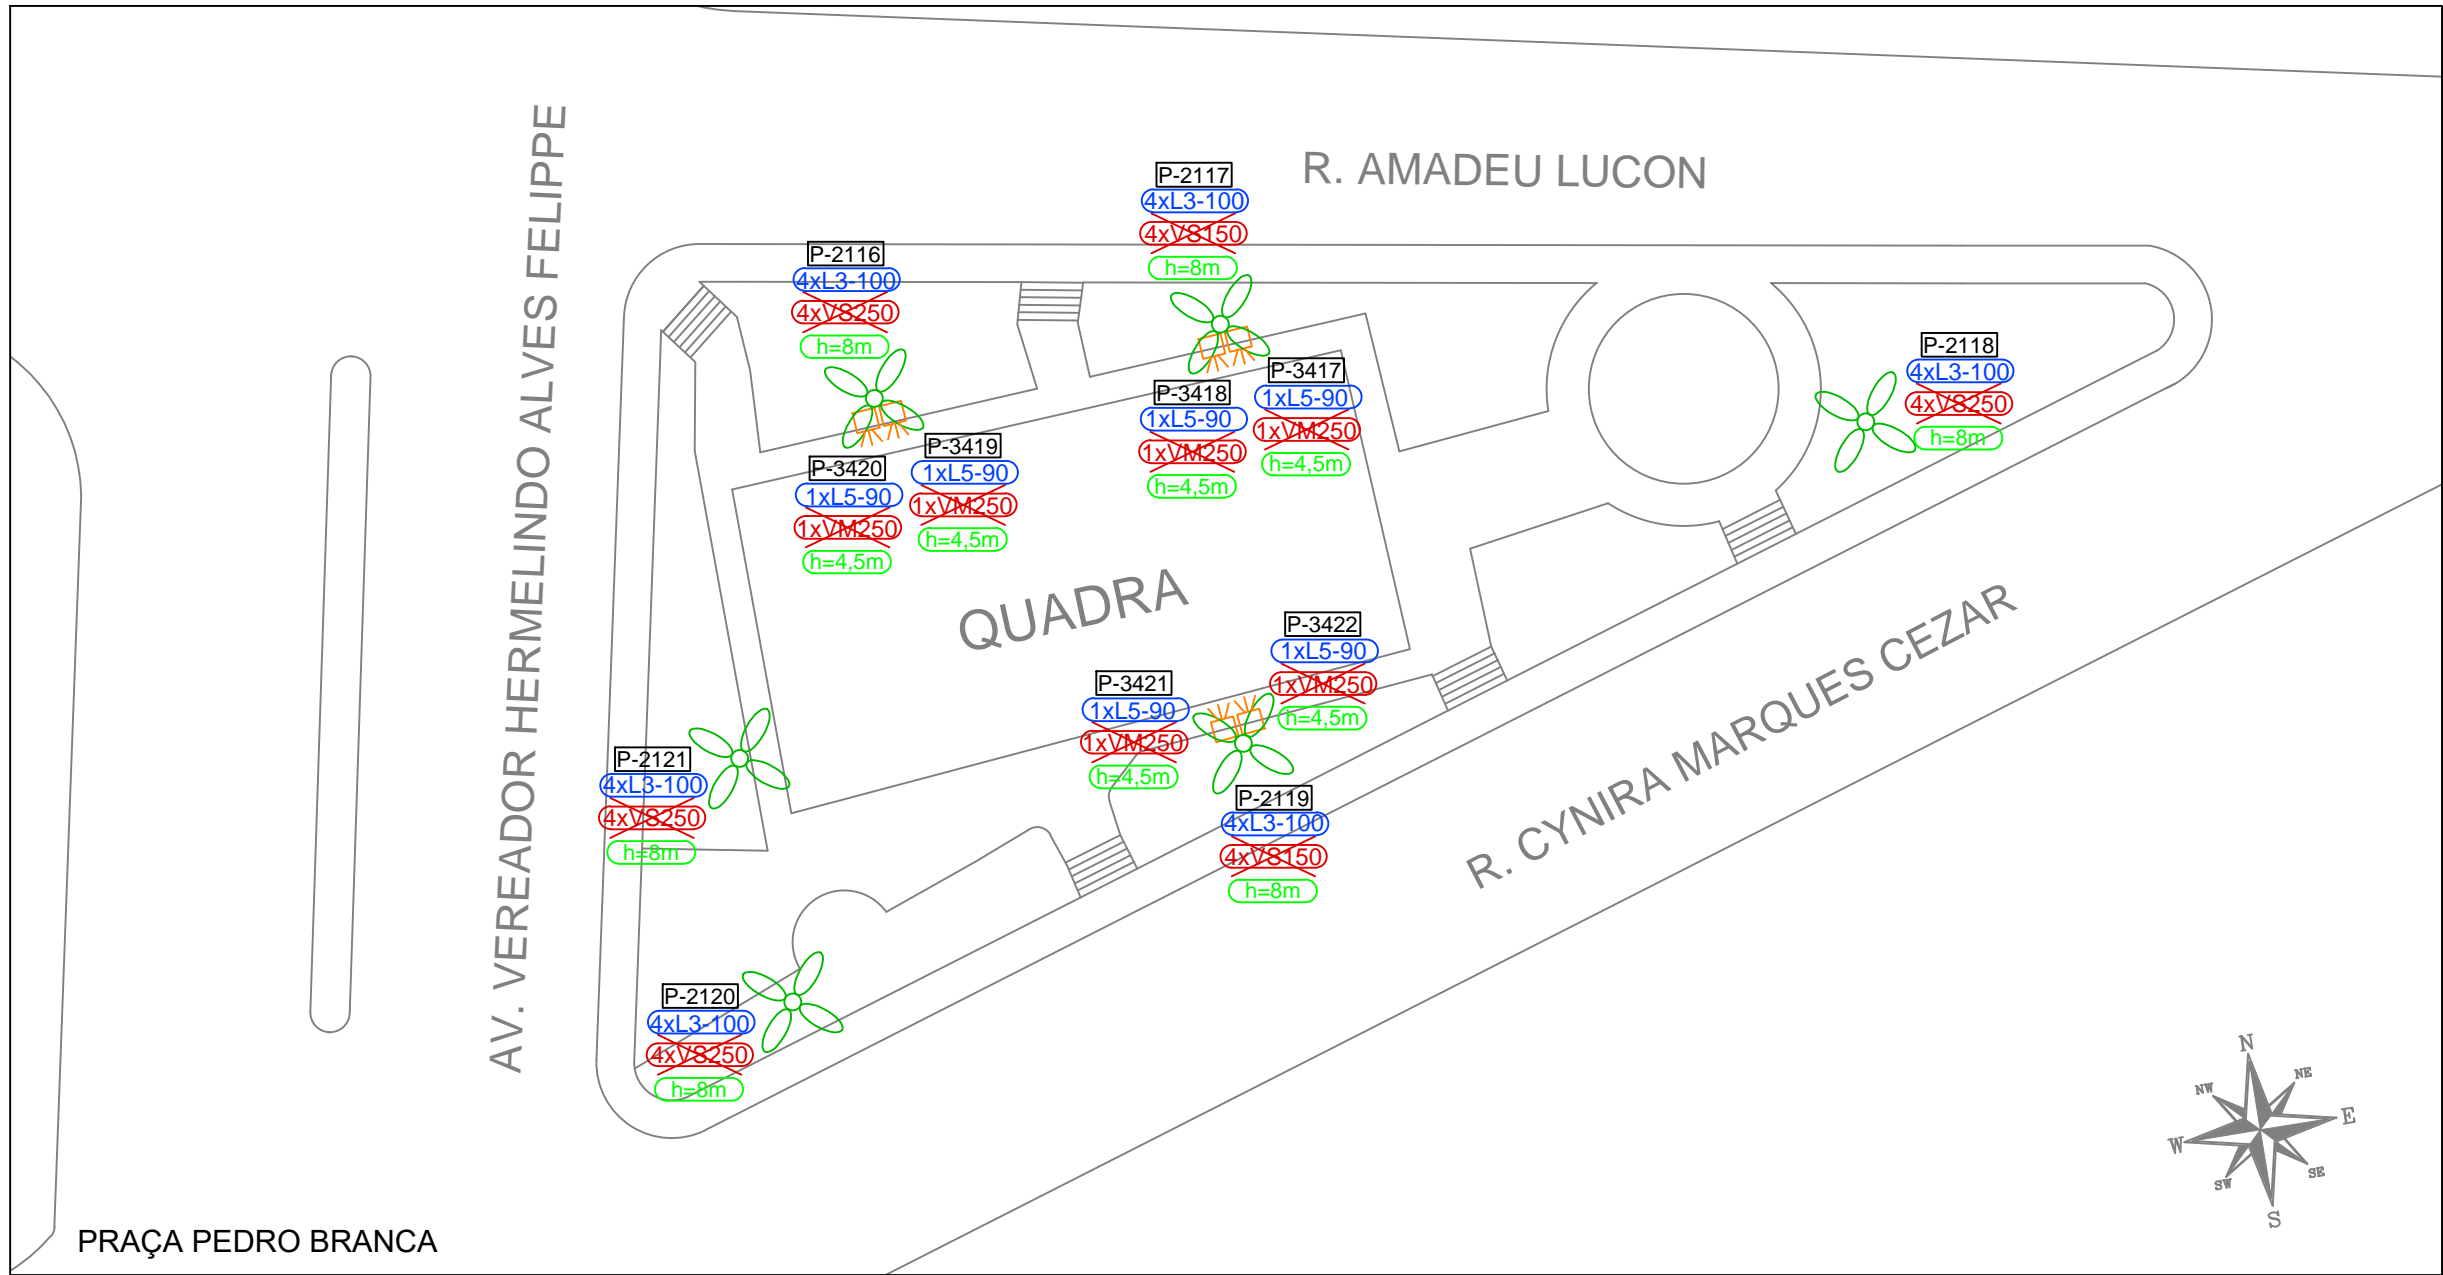 AV. VEREADOR HERMELINDO ALVES FELIPPE
R. AMADEU LUCON
P-2117
4xL3-100
4xVS150
h=8m
P-2116
4xL3-100
4xVS250
h=8m
P-2118
4xL3-100
4xVS250
h=8m
P-3417
1xL5-90
1xVM250
h=4,5m
P-3418
1xL5-90
1xVM250
h=4,5m
P-3419
1xL5-90
1xVM250
h=4,5m
P-3420
1xL5-90
1xVM250
h=4,5m
QUADRA
P-3422
1xL5-90
1xVM250
h=4,5m
P-3421
1xL5-90
1xVM250
h=4,5m
P-2121
4xL3-100
4xVS250
h=8m
P-2119
4xL3-100
4xVS150
h=8m
R. CYNIRA MARQUES CEZAR
P-2120
4xL3-100
4xVS250
h=8m
N
NE
E
SE
S
SW
W
NW
PRAÇA PEDRO BRANCA